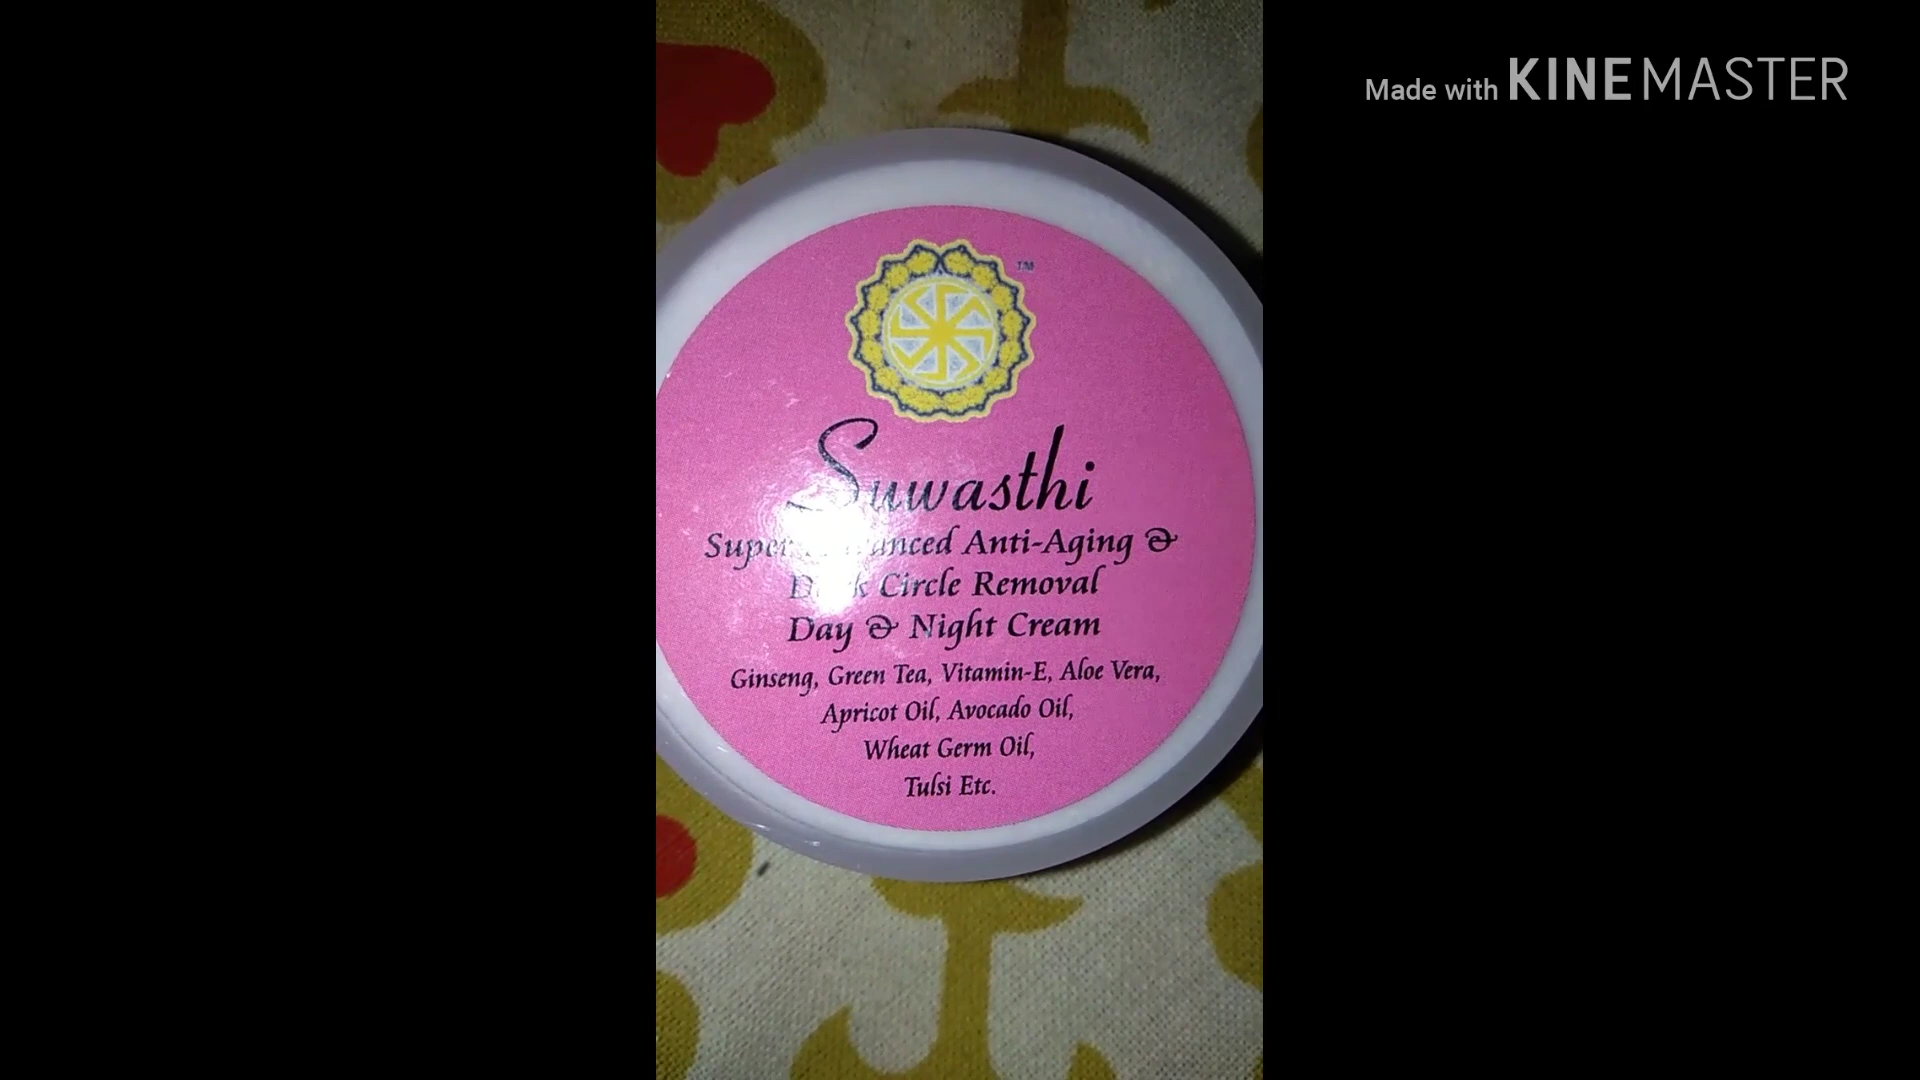 Made with KINEMASTER
TM
Suwasthi
Super Anti-Aging &
Circle Removal
Day & Night Cream
Ginseng, Green Tea, Vitamin-E, Aloe Vera,
Apricot Oil, Avocado Oil,
Wheat Germ Oil,
Tulsi Etc.